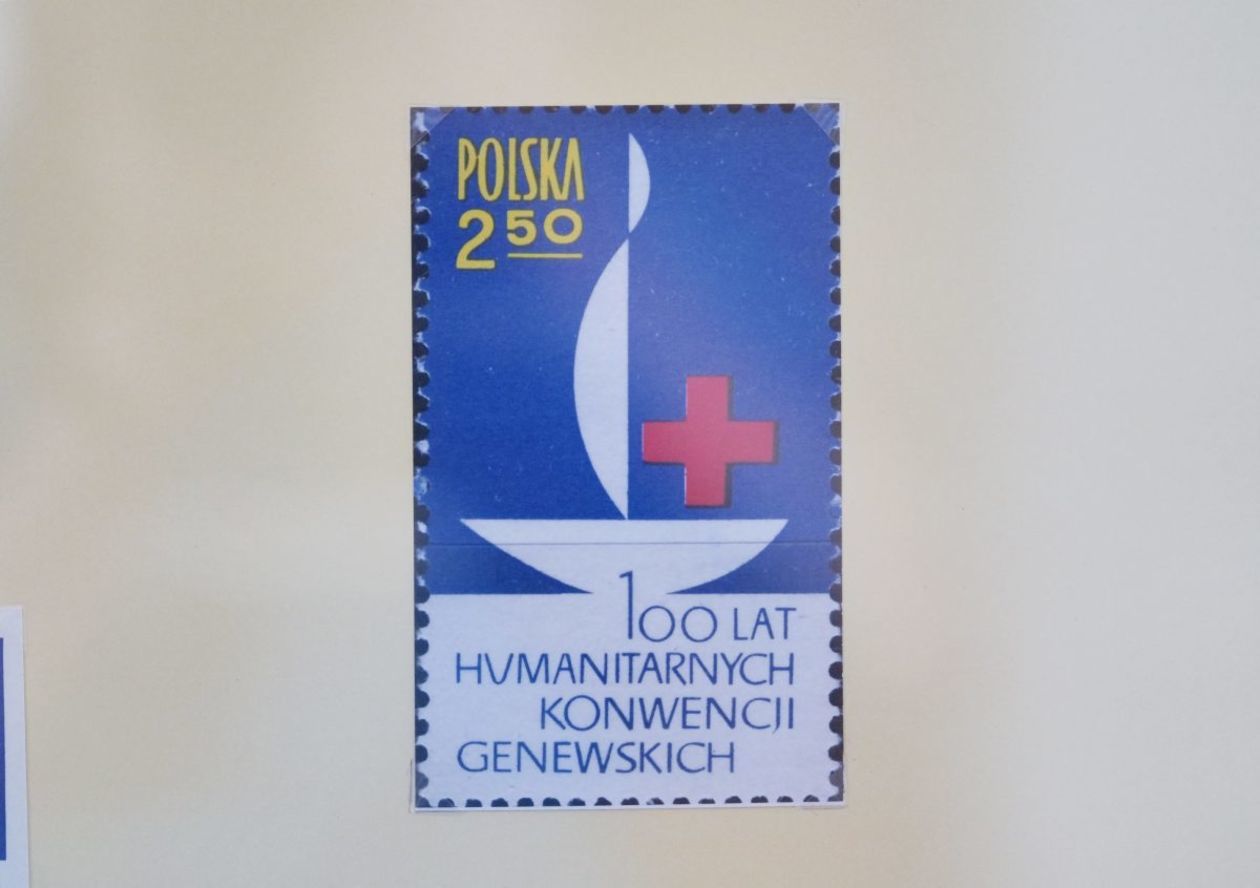 POLSKA
2 50
100 LAT
HVMANITARNYCH
KONWENCJI
GENEWSKICH